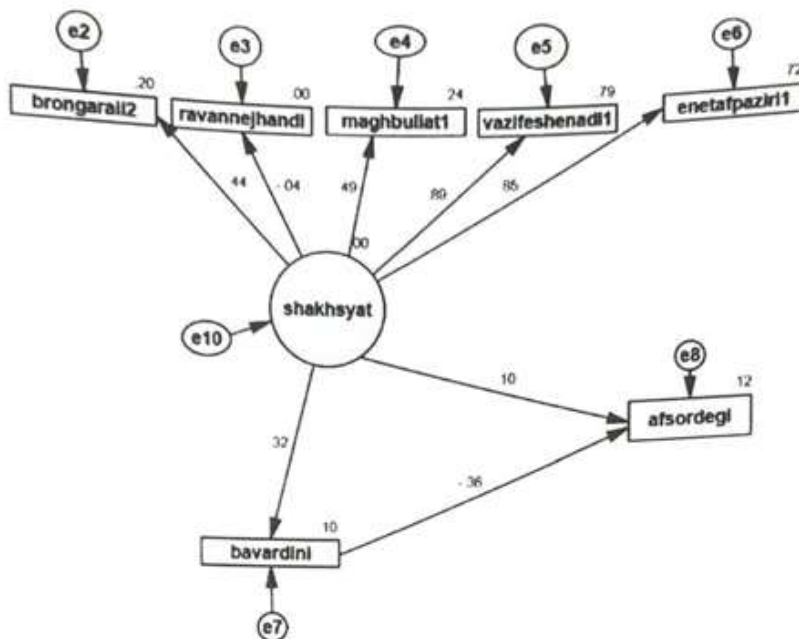 e2
e3
e4
e5
e6
.20
.00
.24
.79
.72
brongaraII2
ravannejhandi
maghbuliat1
vazifeshenadi1
enetafpaziri1
.44
-.04
.49
.89
.85
.00
shakhsyat
e10
e8
.10
.12
afsordegi
.32
-.36
.10
bavardini
e7